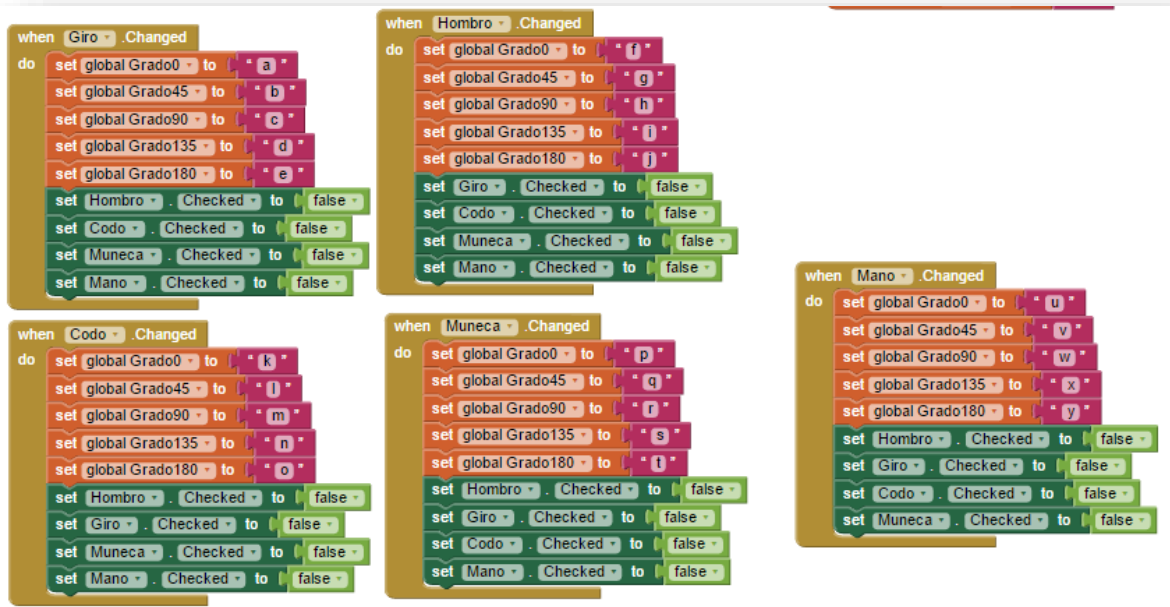 when Giro .Changed
do set global Grado0 to " a "
set global Grado45 to " b "
set global Grado90 to " c "
set global Grado135 to " d "
set global Grado180 to " e "
set Hombro . Checked to false
set Codo . Checked to false
set Muneca . Checked to false
set Mano . Checked to false
when Hombro .Changed
do set global Grado0 to " f "
set global Grado45 to " g "
set global Grado90 to " h "
set global Grado135 to " i "
set global Grado180 to " j "
set Giro . Checked to false
set Codo . Checked to false
set Muneca . Checked to false
set Mano . Checked to false
when Codo .Changed
do set global Grado0 to " k "
set global Grado45 to " l "
set global Grado90 to " m "
set global Grado135 to " n "
set global Grado180 to " o "
set Hombro . Checked to false
set Giro . Checked to false
set Muneca . Checked to false
set Mano . Checked to false
when Muneca .Changed
do set global Grado0 to " p "
set global Grado45 to " q "
set global Grado90 to " r "
set global Grado135 to " s "
set global Grado180 to " t "
set Hombro . Checked to false
set Giro . Checked to false
set Codo . Checked to false
set Mano . Checked to false
when Mano .Changed
do set global Grado0 to " u "
set global Grado45 to " v "
set global Grado90 to " w "
set global Grado135 to " x "
set global Grado180 to " y "
set Hombro . Checked to false
set Giro . Checked to false
set Codo . Checked to false
set Muneca . Checked to false